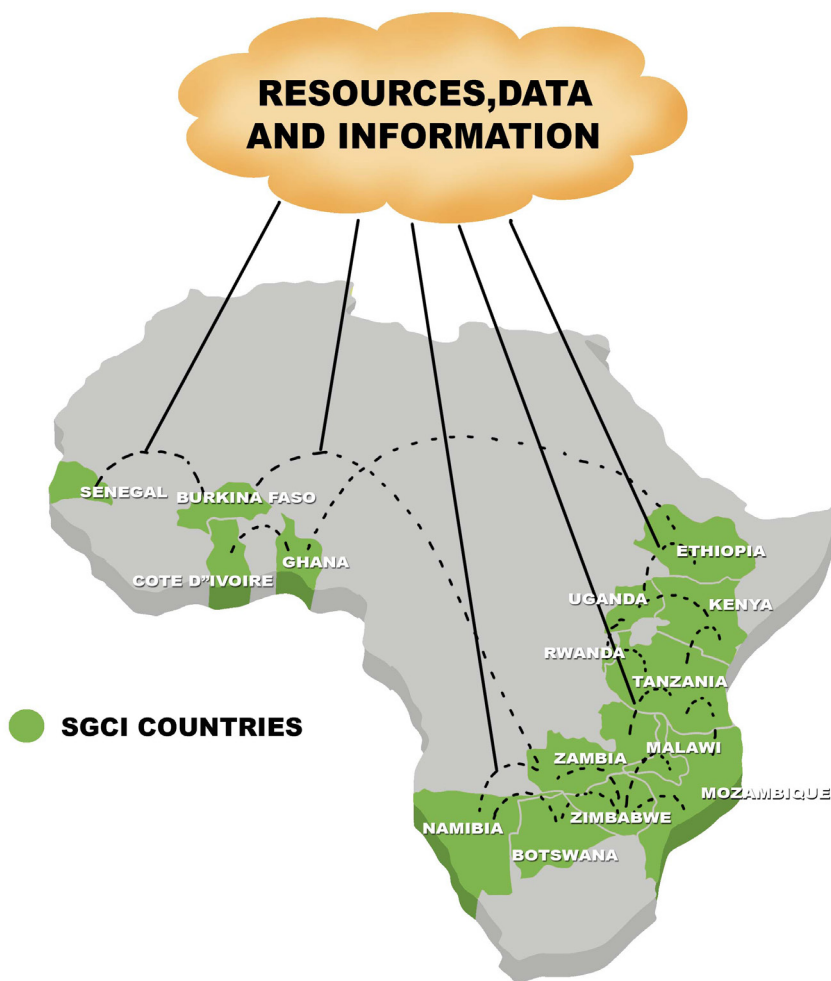 RESOURCES,DATA
AND INFORMATION
SENEGAL
BURKINA FASO
COTE D"IVOIRE
GHANA
ETHIOPIA
UGANDA
KENYA
RWANDA
TANZANIA
SGCI COUNTRIES
ZAMBIA
MALAWI
MOZAMBIQUE
NAMIBIA
ZIMBABWE
BOTSWANA